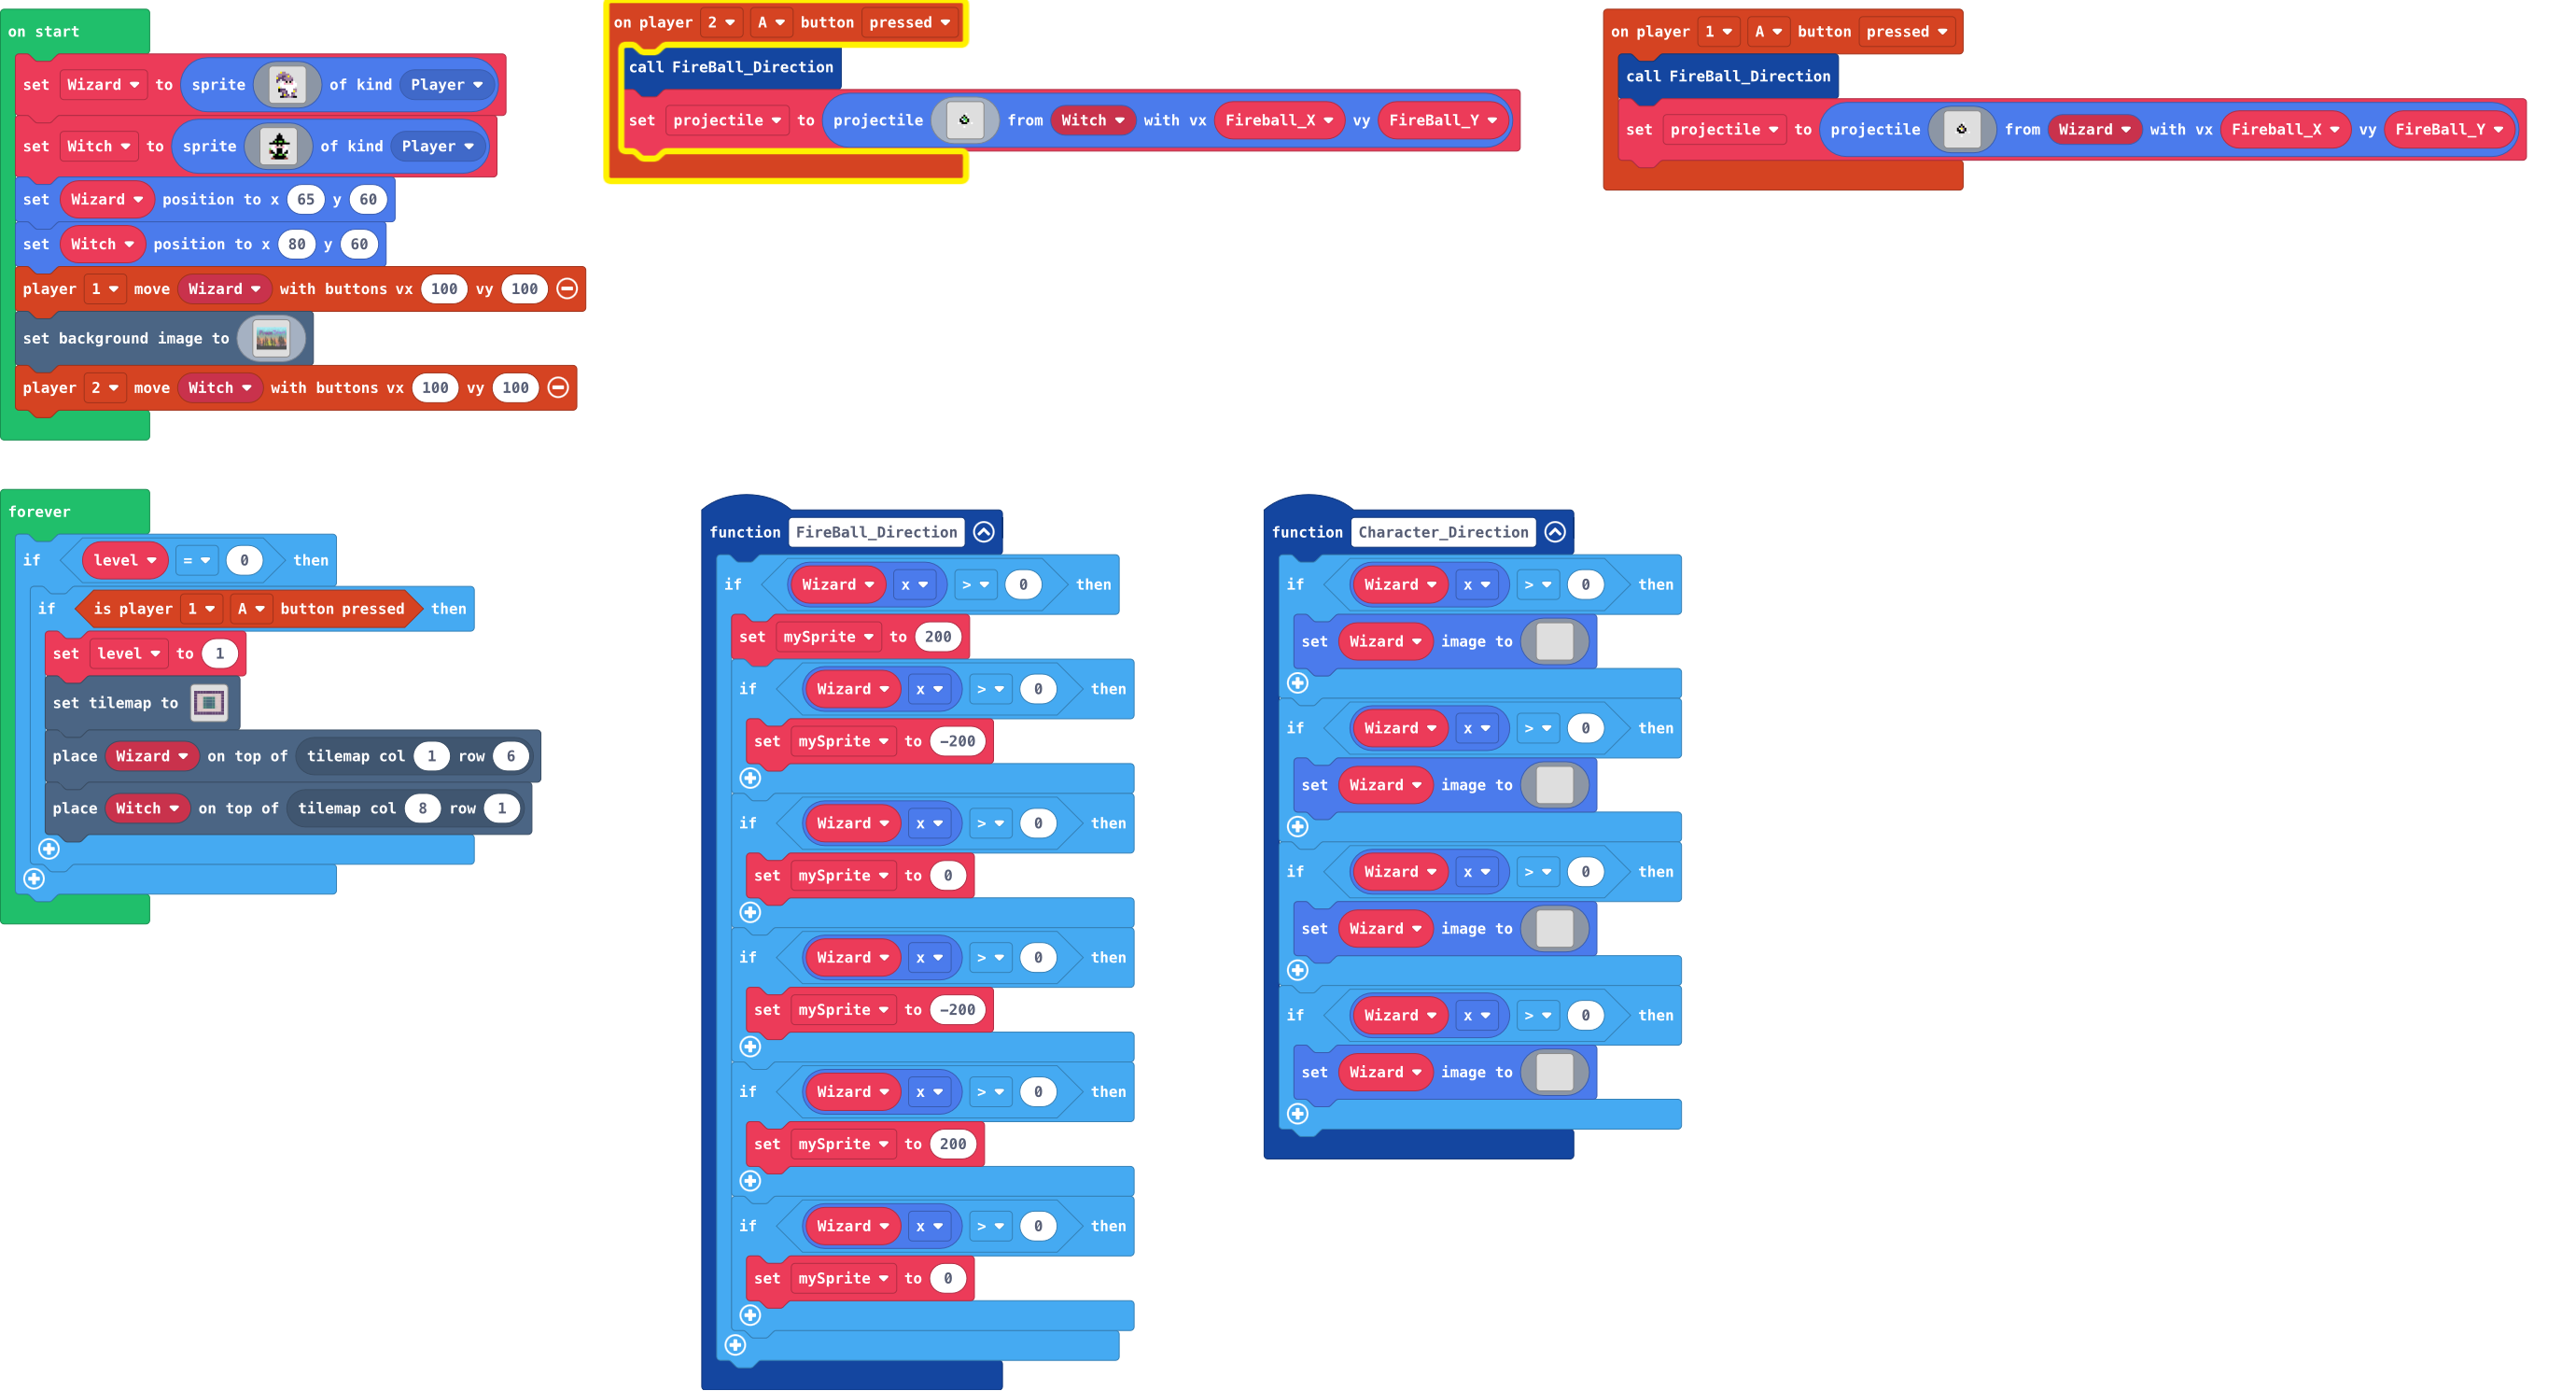 on start
set Wizard to sprite of kind Player
set Witch to sprite of kind Player
set Wizard position to x 65 y 60
set Witch position to x 80 y 60
player 1 move Wizard with buttons vx 100 vy 100
set background image to
player 2 move Witch with buttons vx 100 vy 100
on player 2 A button pressed
call FireBall_Direction
set projectile to projectile from Witch with vx Fireball_X vy FireBall_Y
on player 1 A button pressed
call FireBall_Direction
set projectile to projectile from Wizard with vx Fireball_X vy FireBall_Y
forever
if level = 0 then
if is player 1 A button pressed then
set level to 1
set tilemap to
place Wizard on top of tilemap col 1 row 6
place Witch on top of tilemap col 8 row 1
function FireBall_Direction
if Wizard x > 0 then
set mySprite to 200
if Wizard x > 0 then
set mySprite to -200
if Wizard x > 0 then
set mySprite to 0
if Wizard x > 0 then
set mySprite to -200
if Wizard x > 0 then
set mySprite to 200
if Wizard x > 0 then
set mySprite to 0
function Character_Direction
if Wizard x > 0 then
set Wizard image to
if Wizard x > 0 then
set Wizard image to
if Wizard x > 0 then
set Wizard image to
if Wizard x > 0 then
set Wizard image to